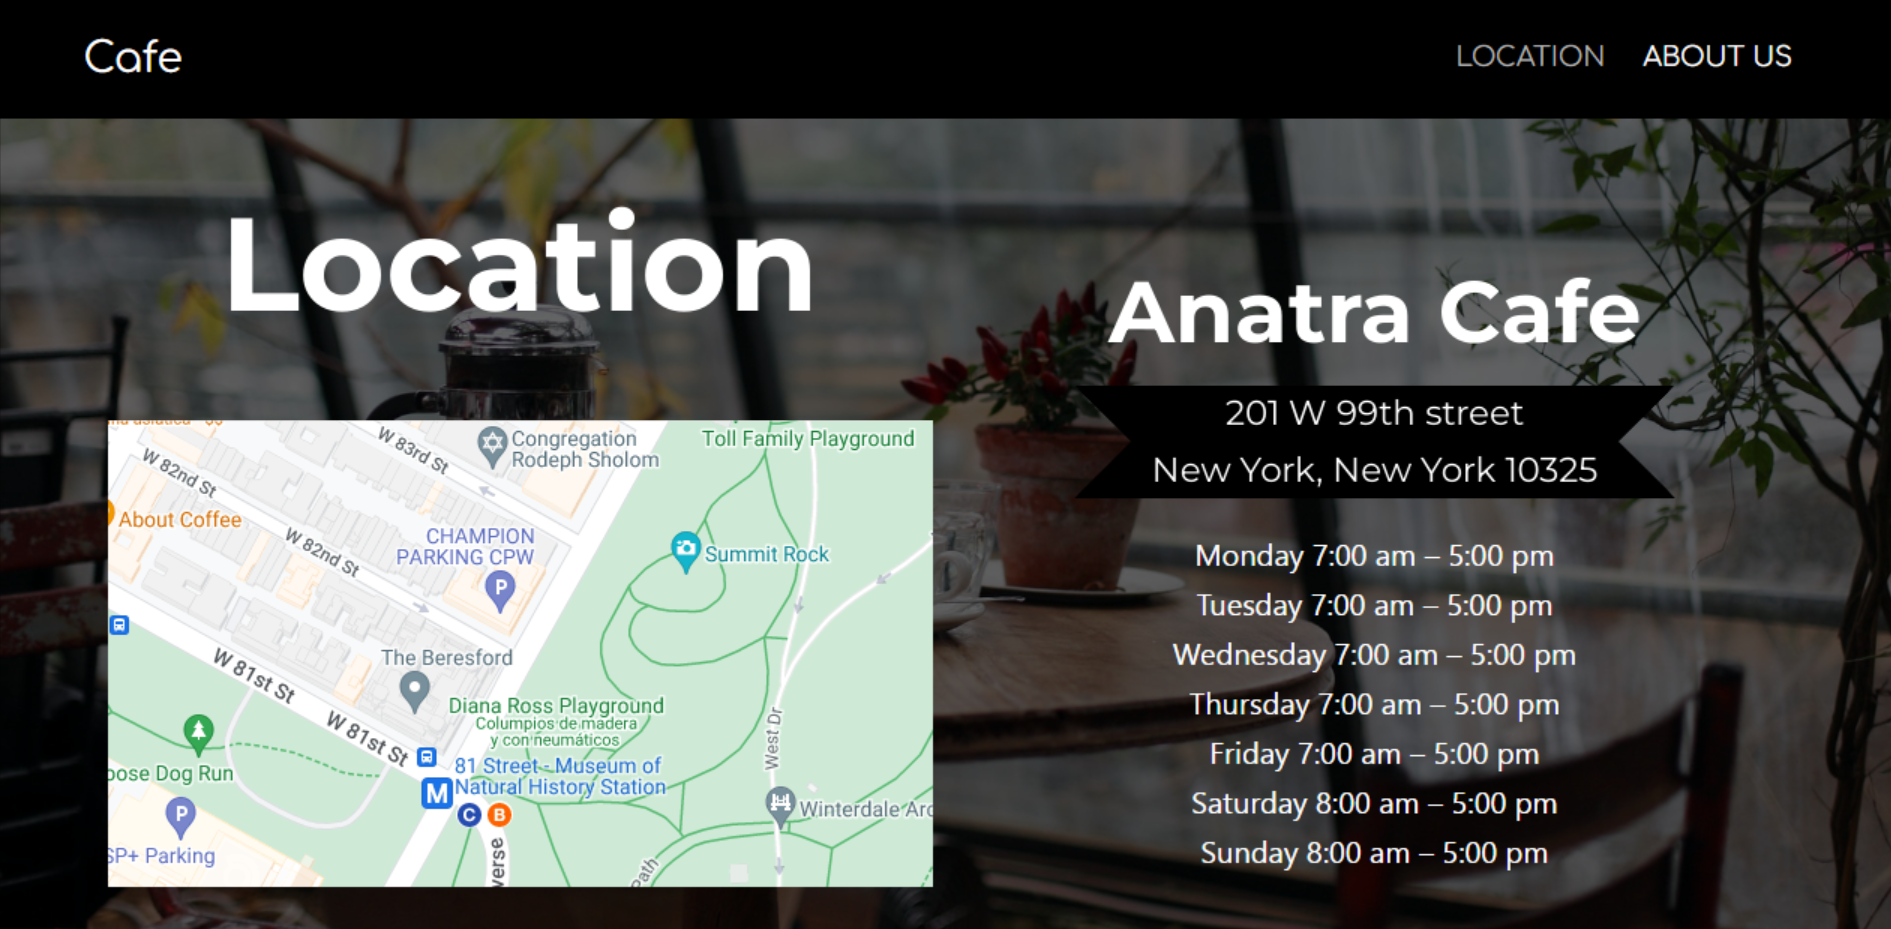 Cafe
LOCATION
ABOUT US
Location
W 83rd St
Congregation
Rodeph Sholom
Toll Family Playground
W 82nd St
About Coffee
W 82nd St
CHAMPION
PARKING CPW
P
Summit Rock
The Beresford
W 81st St
Diana Ross Playground
Columpios de madera
y con neumáticos
W 81st St
West Dr
81 Street - Museum of
Natural History Station
M
C
B
oose Dog Run
P
Winterdale Arc
SP+ Parking
verse
Path
Anatra Cafe
201 W 99th street
New York, New York 10325
Monday 7:00 am – 5:00 pm
Tuesday 7:00 am – 5:00 pm
Wednesday 7:00 am – 5:00 pm
Thursday 7:00 am – 5:00 pm
Friday 7:00 am – 5:00 pm
Saturday 8:00 am – 5:00 pm
Sunday 8:00 am – 5:00 pm